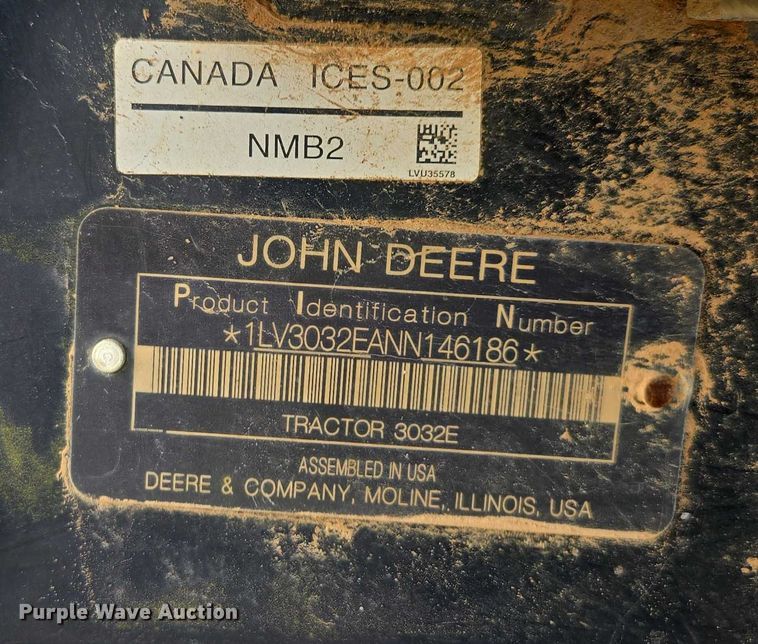 CANADA ICES-002
NMB2
LVU35578
JOHN DEERE
Product Identification Number
*1LV3032EANN146186*
TRACTOR 3032E
ASSEMBLED IN USA
DEERE & COMPANY, MOLINE, ILLINOIS, USA
Purple Wave Auction